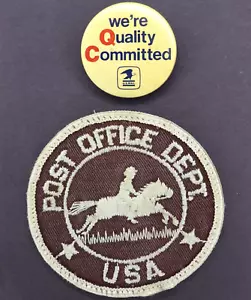 we're
Quality
Committed
POST OFFICE DEPT.
USA